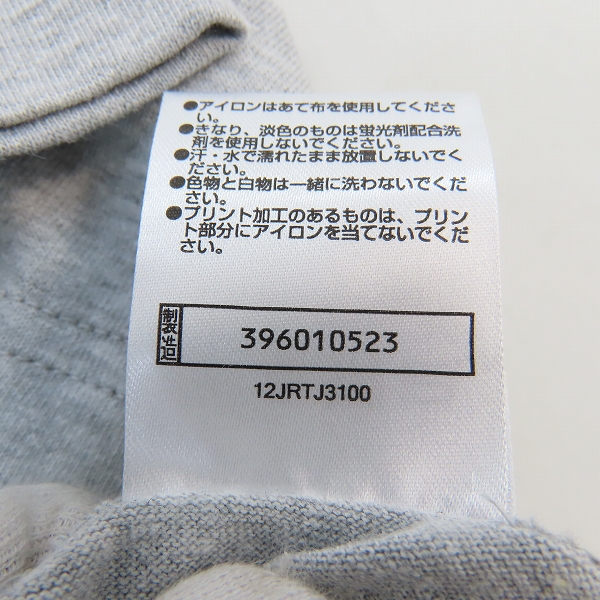 ●アイロンはあて布を使用してくださ
い。
●きなり、淡色のものは蛍光剤配合洗
剤を使用しないでください。
●汗・水で濡れたまま放置しないでく
ださい。
●色物と白物は一緒に洗わないでくだ
さい。
●プリント加工のあるものは、プリン
ト部分にアイロンを当てないでくだ
さい。
396010523
12JRTJ3100